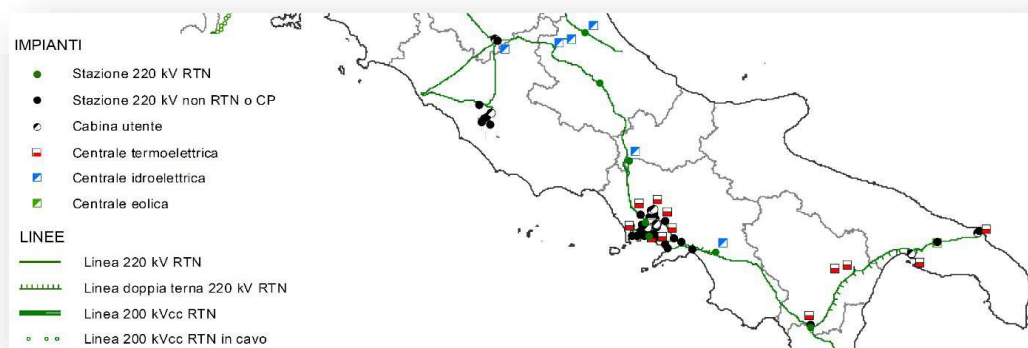 IMPIANTI
Stazione 220 kV RTN
Stazione 220 kV non RTN o CP
Cabina utente
Centrale termoelettrica
Centrale idroelettrica
Centrale eolica
LINEE
Linea 220 kV RTN
Linea doppia terna 220 kV RTN
Linea 200 kVcc RTN
Linea 200 kVcc RTN in cavo